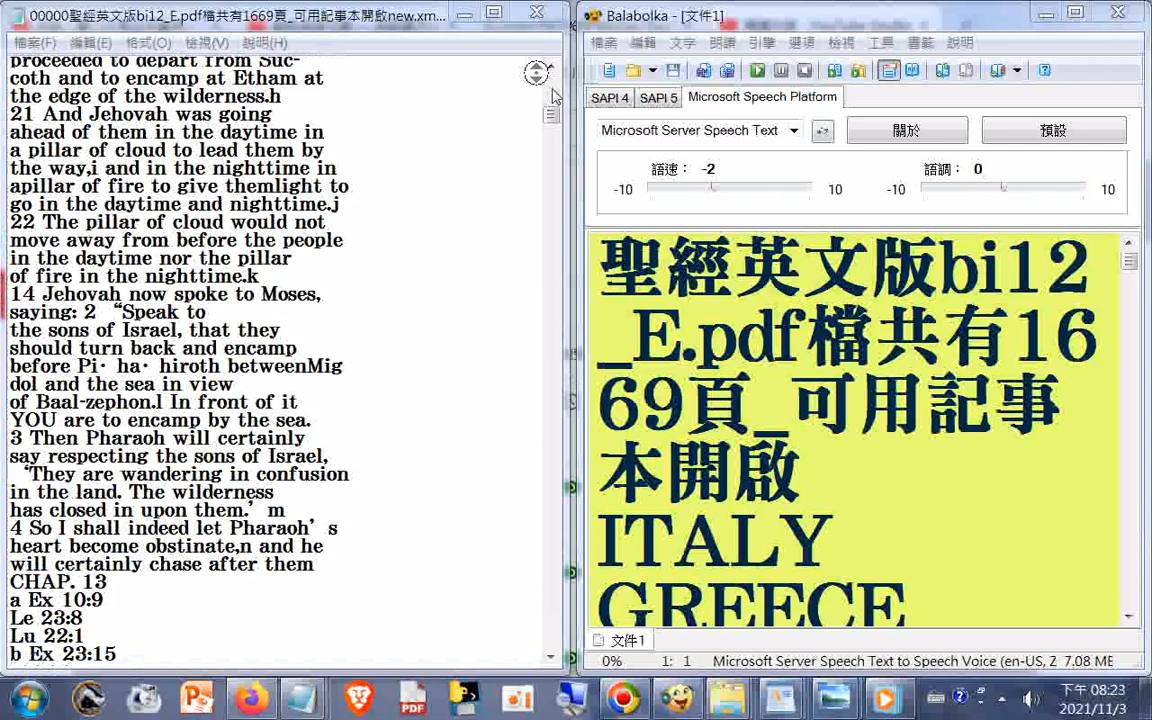 00000聖經英文版bi12_E.pdf檔共有1669頁_可用記事本開啟new.xm...
檔案(F) 編輯(E) 格式(O) 檢視(V) 說明(H)
proceeded to depart from Suc-
coth and to encamp at Etham at
the edge of the wilderness.h
21 And Jehovah was going
ahead of them in the daytime in
a pillar of cloud to lead them by
the way,i and in the nighttime in
apillar of fire to give themlight to
go in the daytime and nighttime.j
22 The pillar of cloud would not
move away from before the people
in the daytime nor the pillar
of fire in the nighttime.k
14 Jehovah now spoke to Moses,
saying: 2 “Speak to
the sons of Israel, that they
should turn back and encamp
before Pi· ha· hiroth betweenMig
dol and the sea in view
of Baal-zephon.l In front of it
YOU are to encamp by the sea.
3 Then Pharaoh will certainly
say respecting the sons of Israel,
‘They are wandering in confusion
in the land. The wilderness
has closed in upon them.’ m
4 So I shall indeed let Pharaoh’ s
heart become obstinate,n and he
will certainly chase after them
CHAP. 13
a Ex 10:9
Le 23:8
Lu 22:1
b Ex 23:15
Balabolka - [文件1]
檔案 編輯 文字 朗讀 引擎 選項 檢視 工具 書籤 說明
SAPI 4 SAPI 5 Microsoft Speech Platform
Microsoft Server Speech Text 關於 預設
語速： -2 語調： 0
-10 10 -10 10
聖經英文版bi12
_E.pdf檔共有16
69頁_可用記事
本開啟
ITALY
GREECE
文件1
0% 1: 1 Microsoft Server Speech Text to Speech Voice (en-US, Z 7.08 ME
下午 08:23
2021/11/3